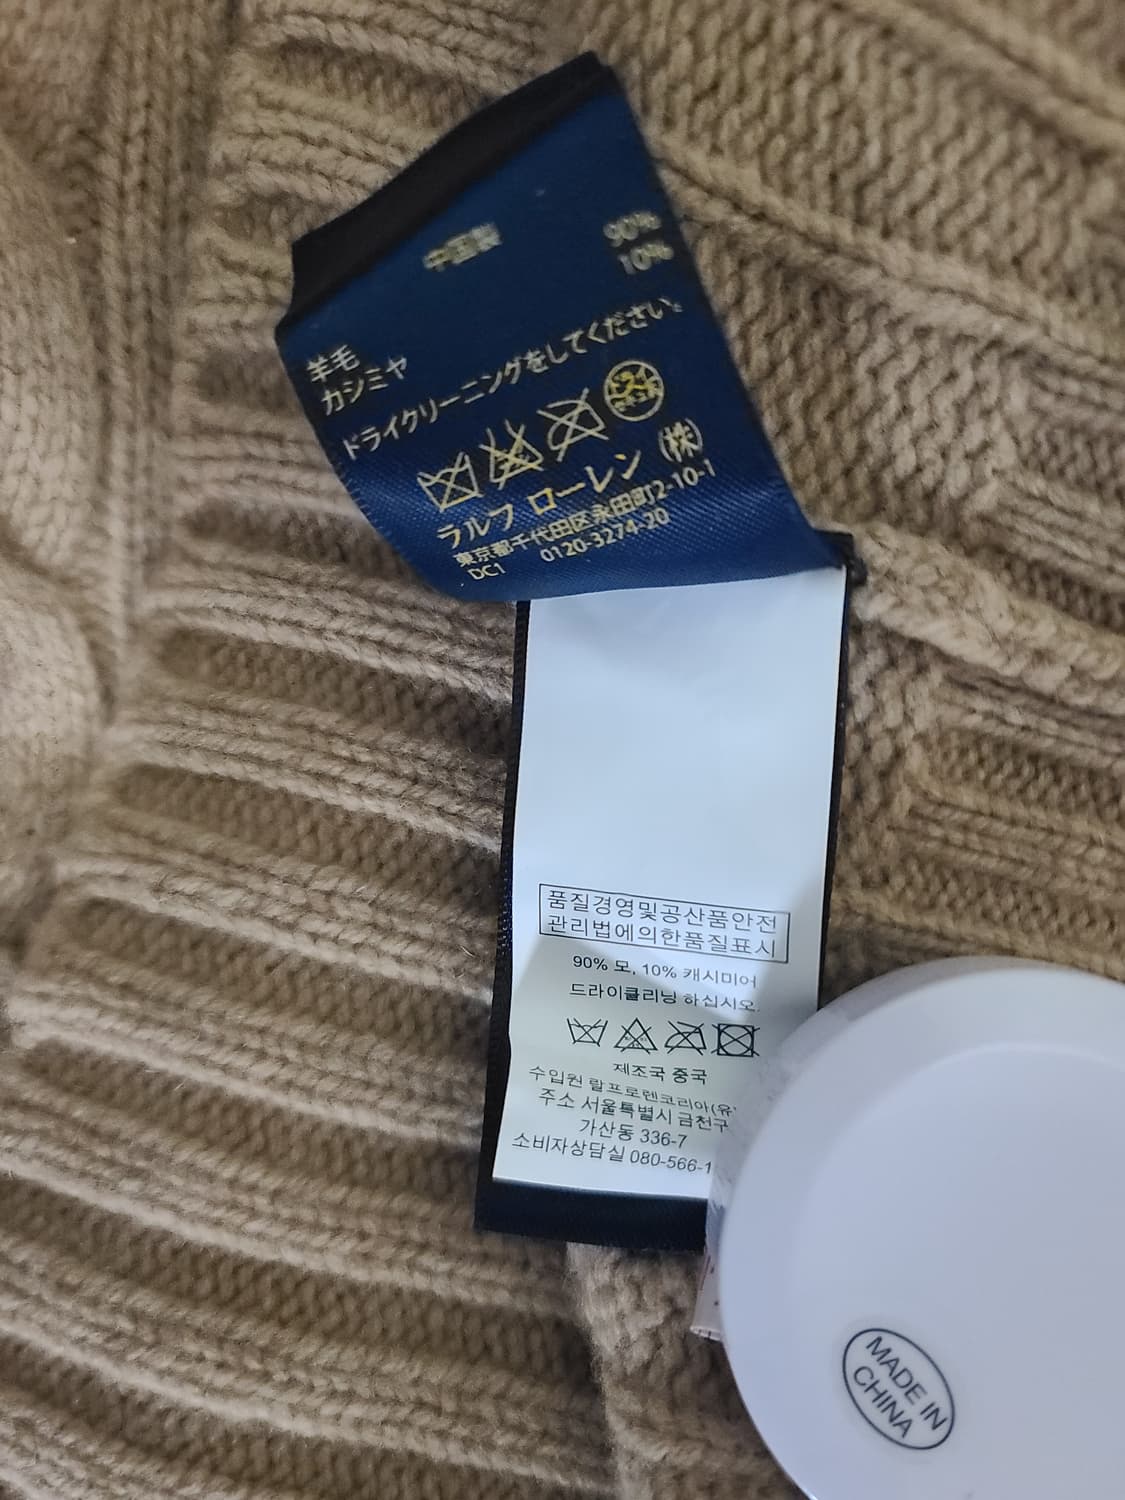 中国製
90%
10%
羊毛
カシミヤ
ドライクリーニングをしてください。
ドライ
ラルフ ローレン (株)
東京都千代田区永田町2-10-1
DC1 0120-3274-20
품질경영및공산품안전
관리법에의한품질표시
90% 모, 10% 캐시미어
드라이클리닝 하십시오.
제조국 중국
수입원 랄프로렌코리아(유
주소 서울특별시 금천구
가산동 336-7
소비자상담실 080-566-1
MADE IN
CHINA